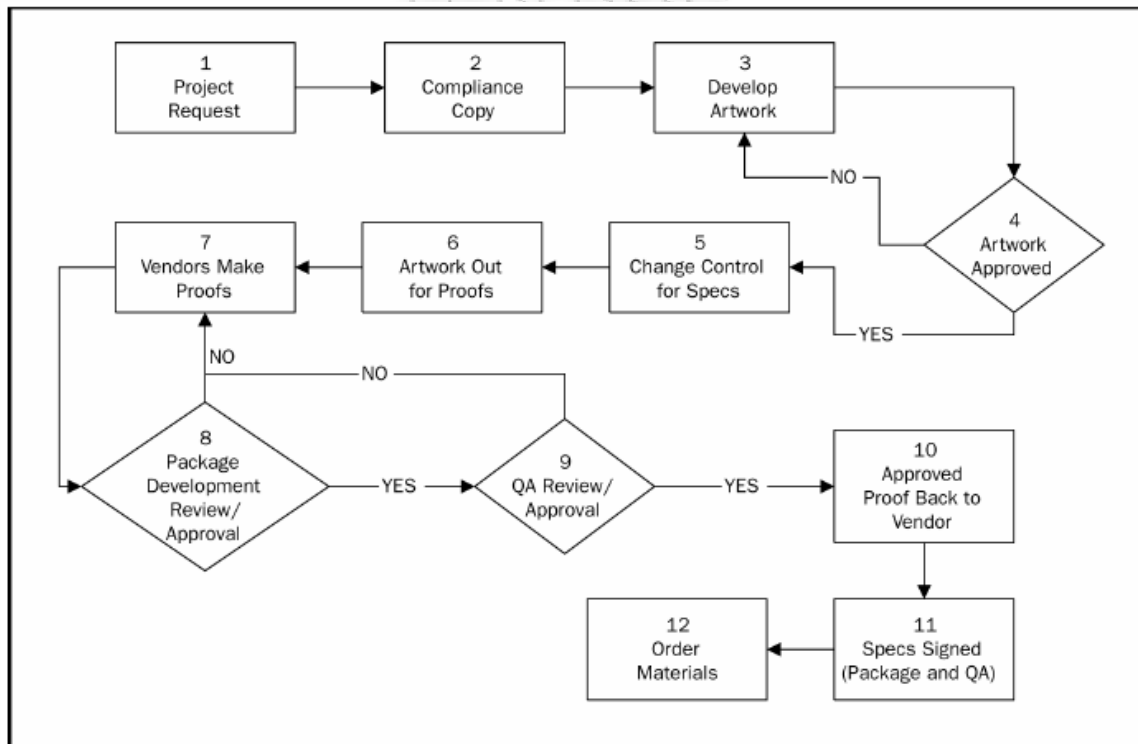 1
Project
Request
2
Compliance
Copy
3
Develop
Artwork
NO
4
Artwork
Approved
7
Vendors Make
Proofs
6
Artwork Out
for Proofs
5
Change Control
for Specs
YES
NO
NO
8
Package
Development
Review/
Approval
YES
9
QA Review/
Approval
YES
10
Approved
Proof Back to
Vendor
12
Order
Materials
11
Specs Signed
(Package and QA)